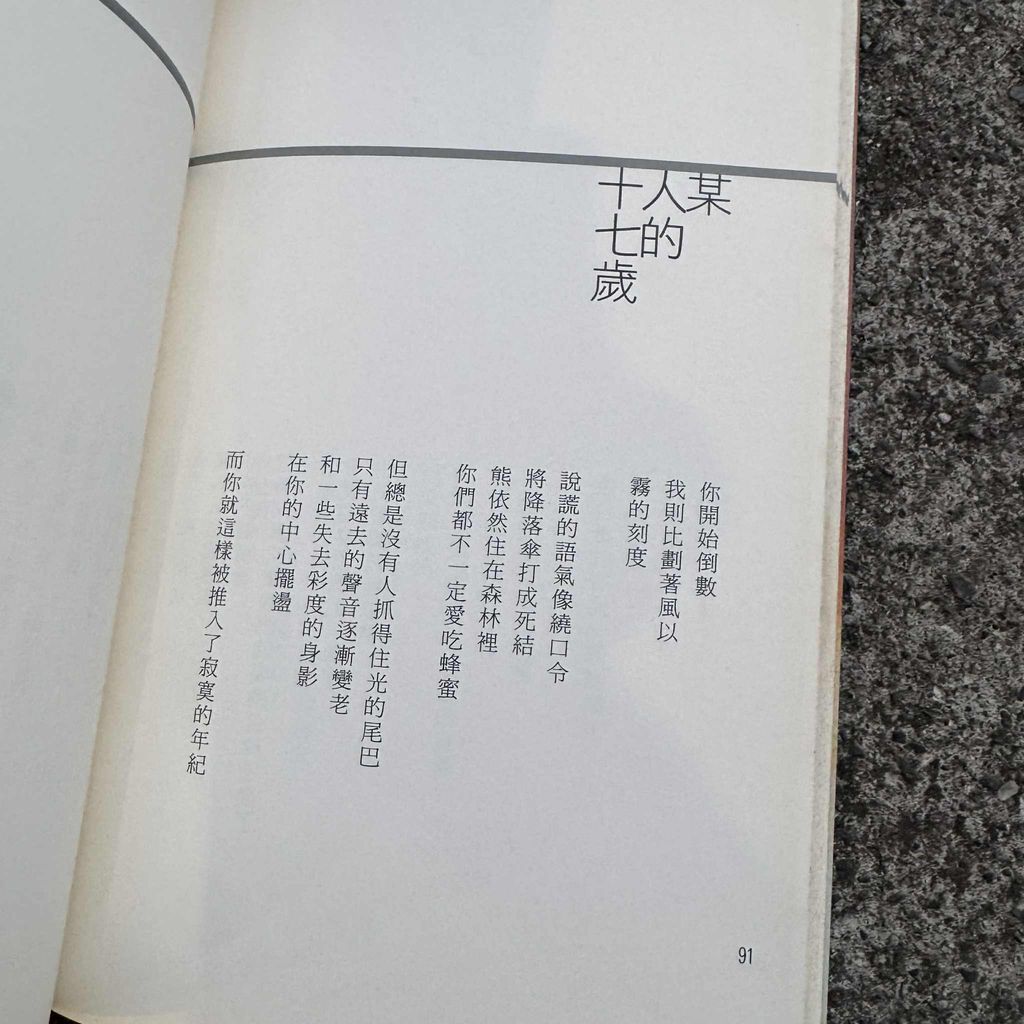 某
人的
十七歲
你開始倒數
我則比劃著風以
霧的刻度
說謊的語氣像繞口令
將降落傘打成死結
熊依然住在森林裡
你們都不一定愛吃蜂蜜
但總是沒有人抓得住光的尾巴
只有遠去的聲音逐漸變老
和一些失去彩度的身影
在你的中心擺盪
而你就這樣被推入了寂寞的年紀
91